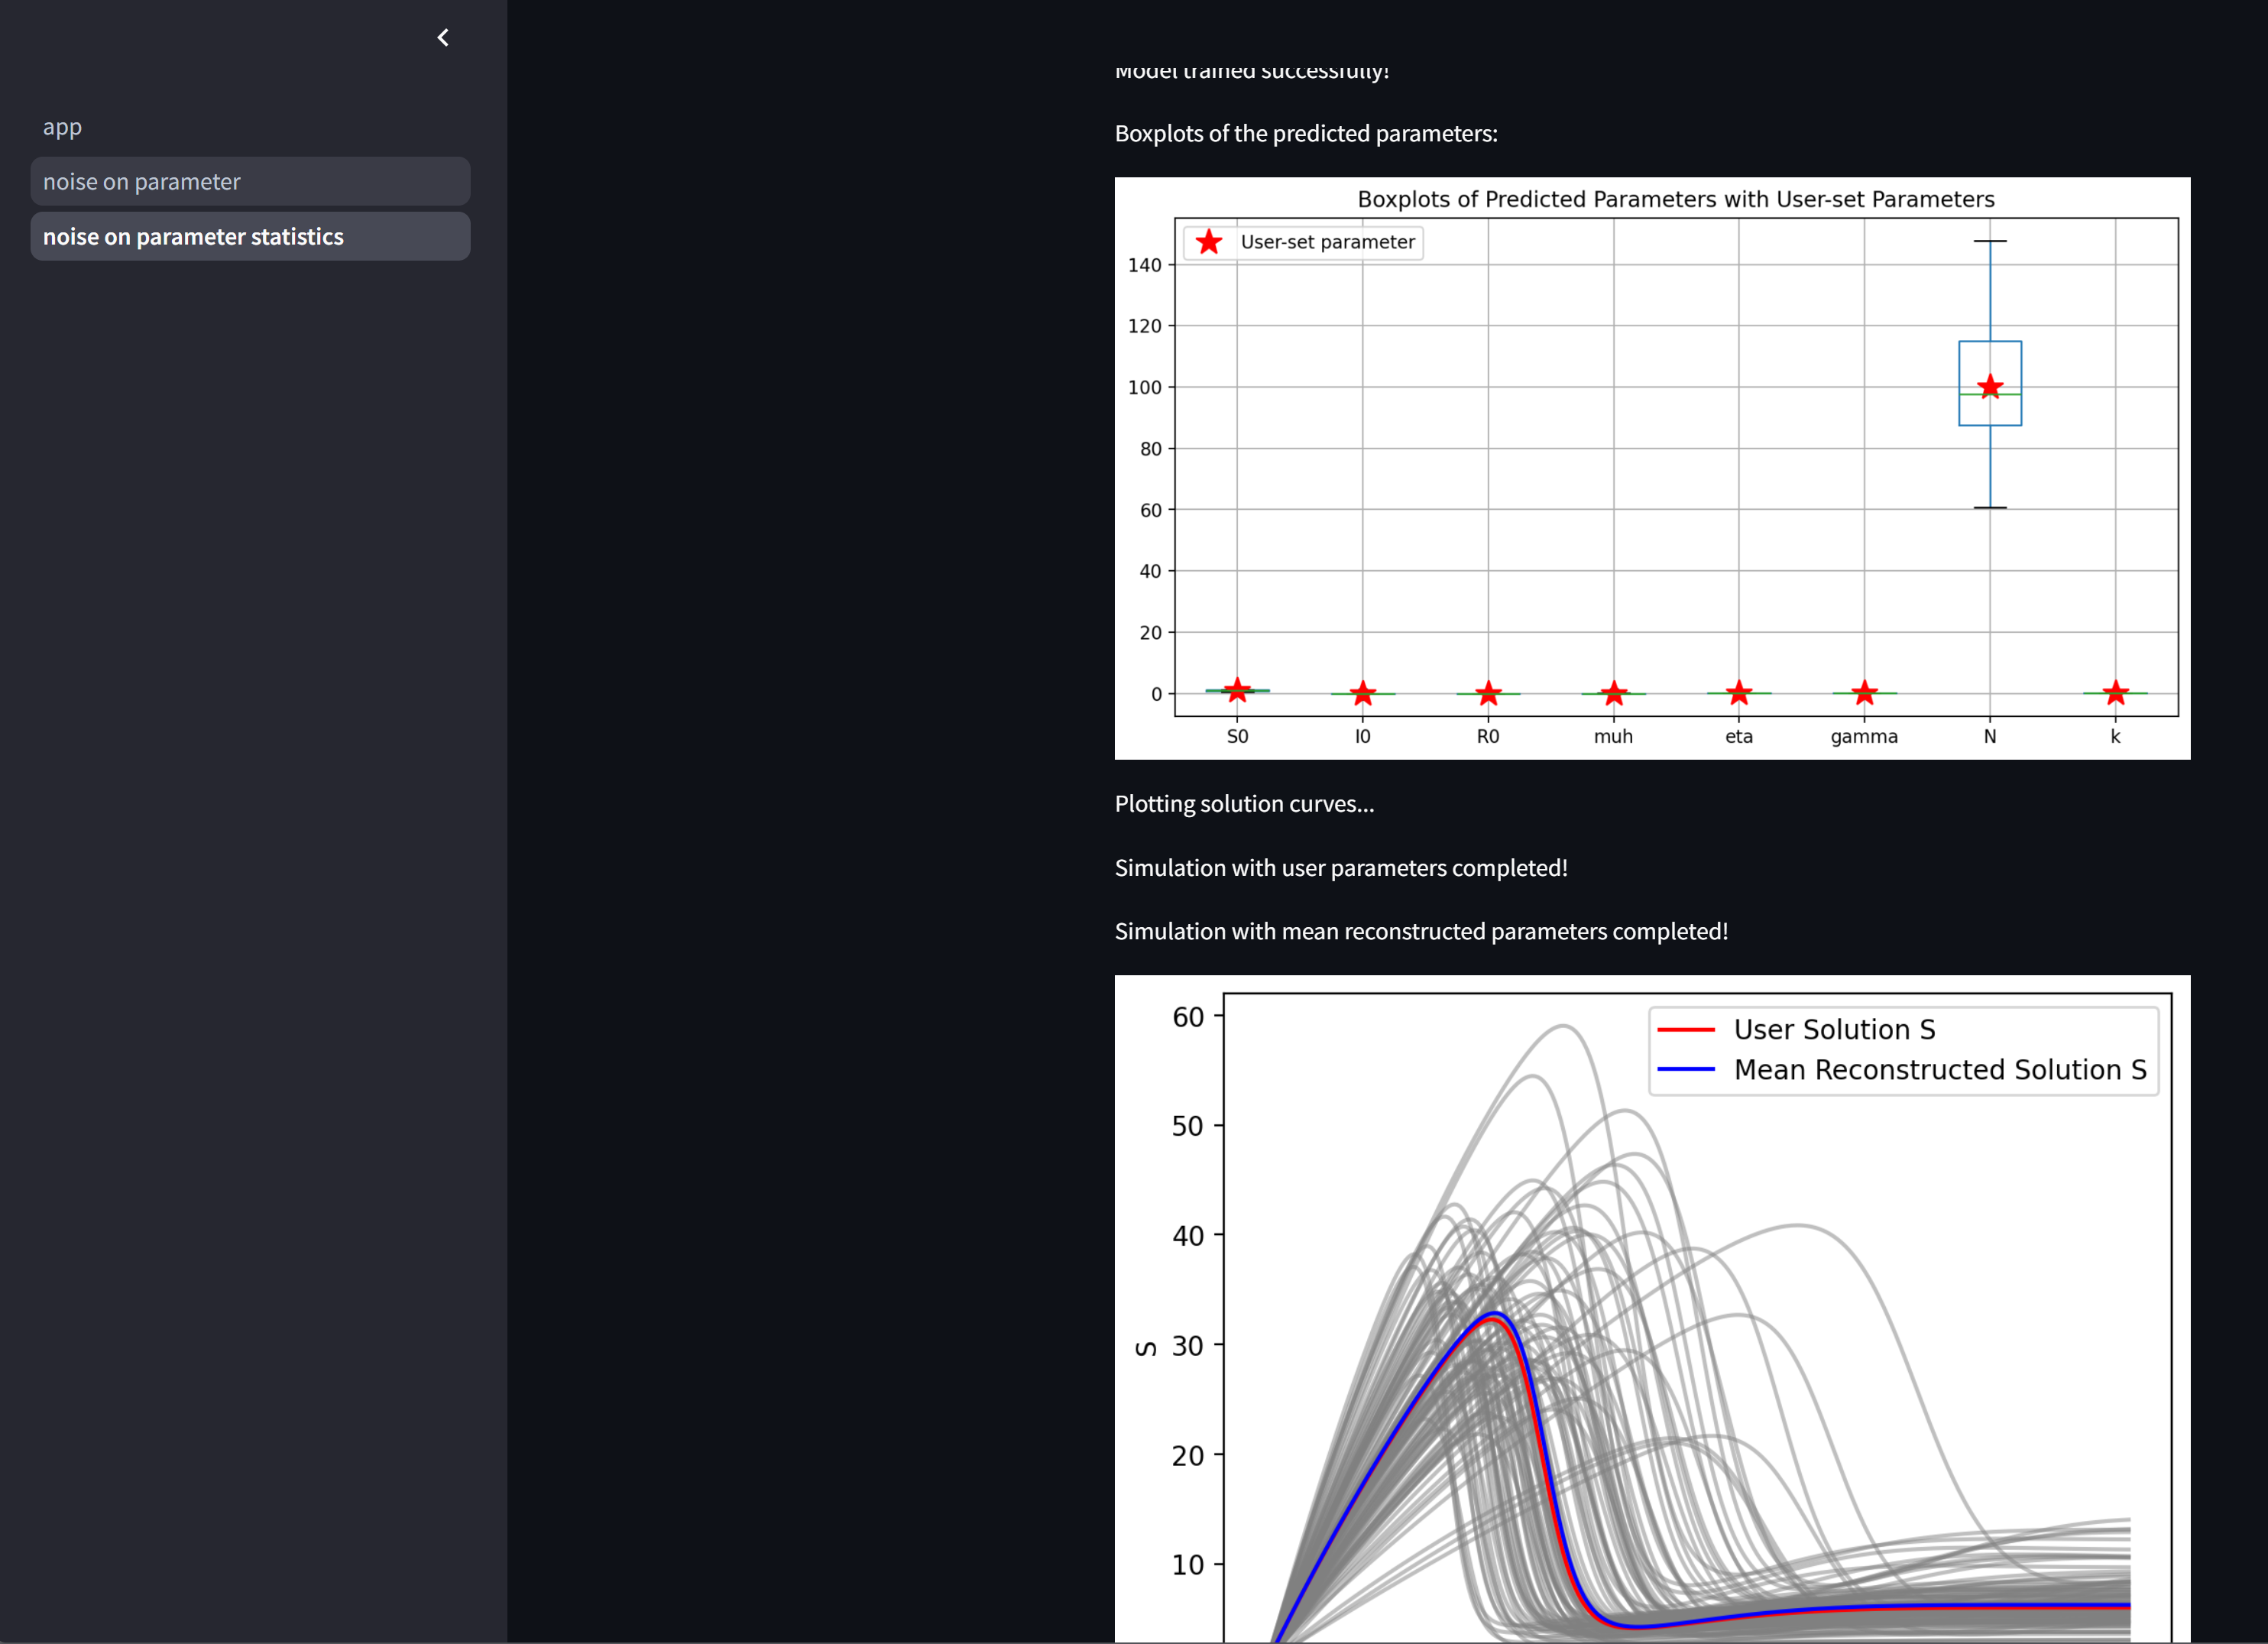 app
noise on parameter
noise on parameter statistics
Model trained successfully!
Boxplots of the predicted parameters:
Boxplots of Predicted Parameters with User-set Parameters
User-set parameter
140
120
100
80
60
40
20
0
S0 I0 R0 muh eta gamma N k
Plotting solution curves...
Simulation with user parameters completed!
Simulation with mean reconstructed parameters completed!
User Solution S
Mean Reconstructed Solution S
60
50
40
30
20
10
S